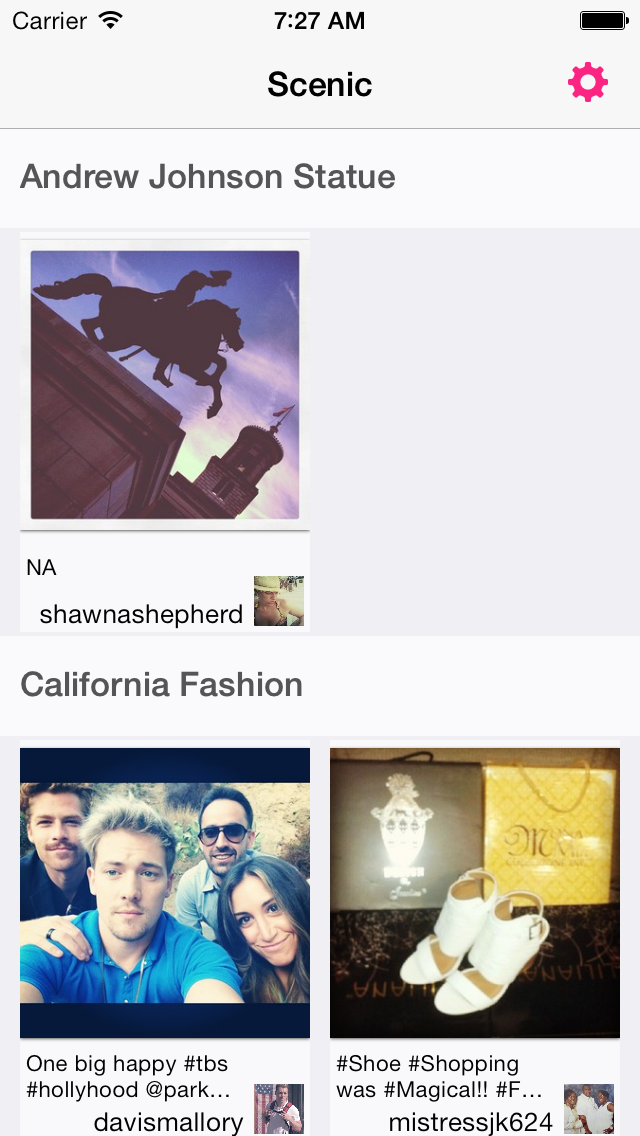 Carrier 7:27 AM
Scenic
Andrew Johnson Statue
NA
shawnashepherd
California Fashion
One big happy #tbs
#hollyhood @park...
davismallory
#Shoe #Shopping
was #Magical!! #F...
mistressjk624